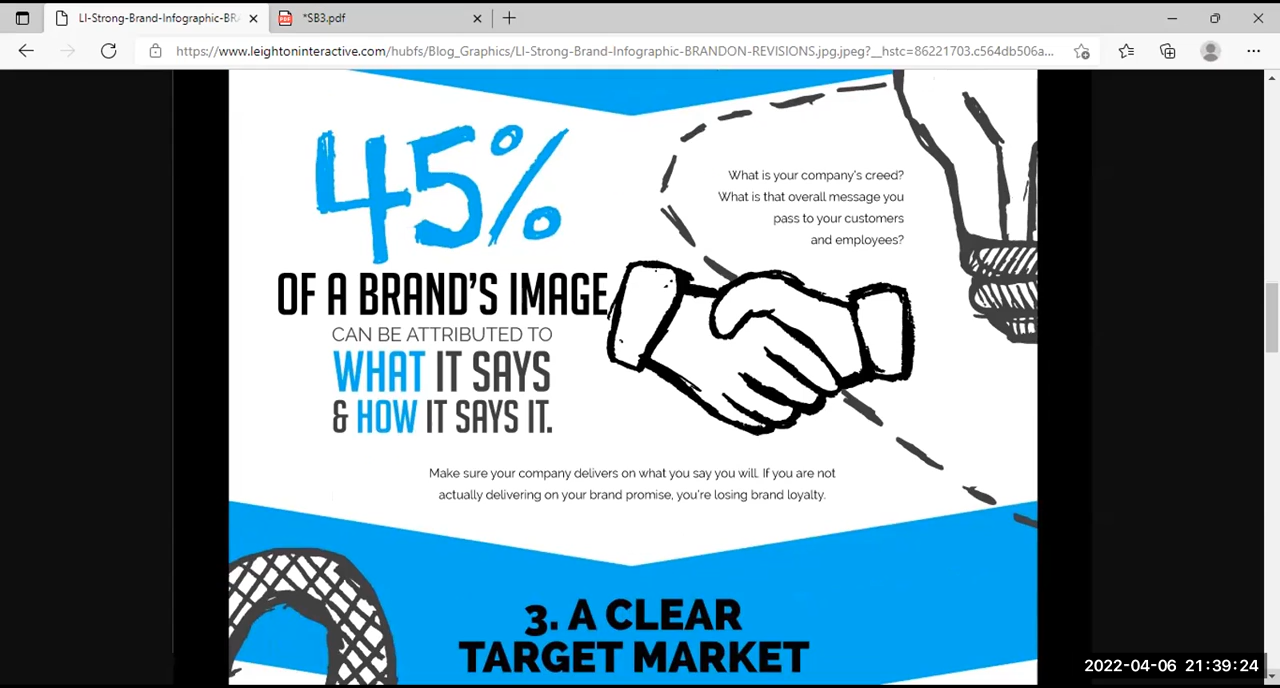 LI-Strong-Brand-Infographic-BR
*SB3.pdf
https://www.leightoninteractive.com/hubfs/Blog_Graphics/LI-Strong-Brand-Infographic-BRANDON-REVISIONS.jpg.jpeg?__hstc=86221703.c564db506a...
45%
OF A BRAND'S IMAGE
CAN BE ATTRIBUTED TO
WHAT IT SAYS
& HOW IT SAYS IT.
What is your company's creed?
What is that overall message you
pass to your customers
and employees?
Make sure your company delivers on what you say you will. If you are not
actually delivering on your brand promise, you're losing brand loyalty.
3. A CLEAR
TARGET MARKET
2022-04-06 21:39:24